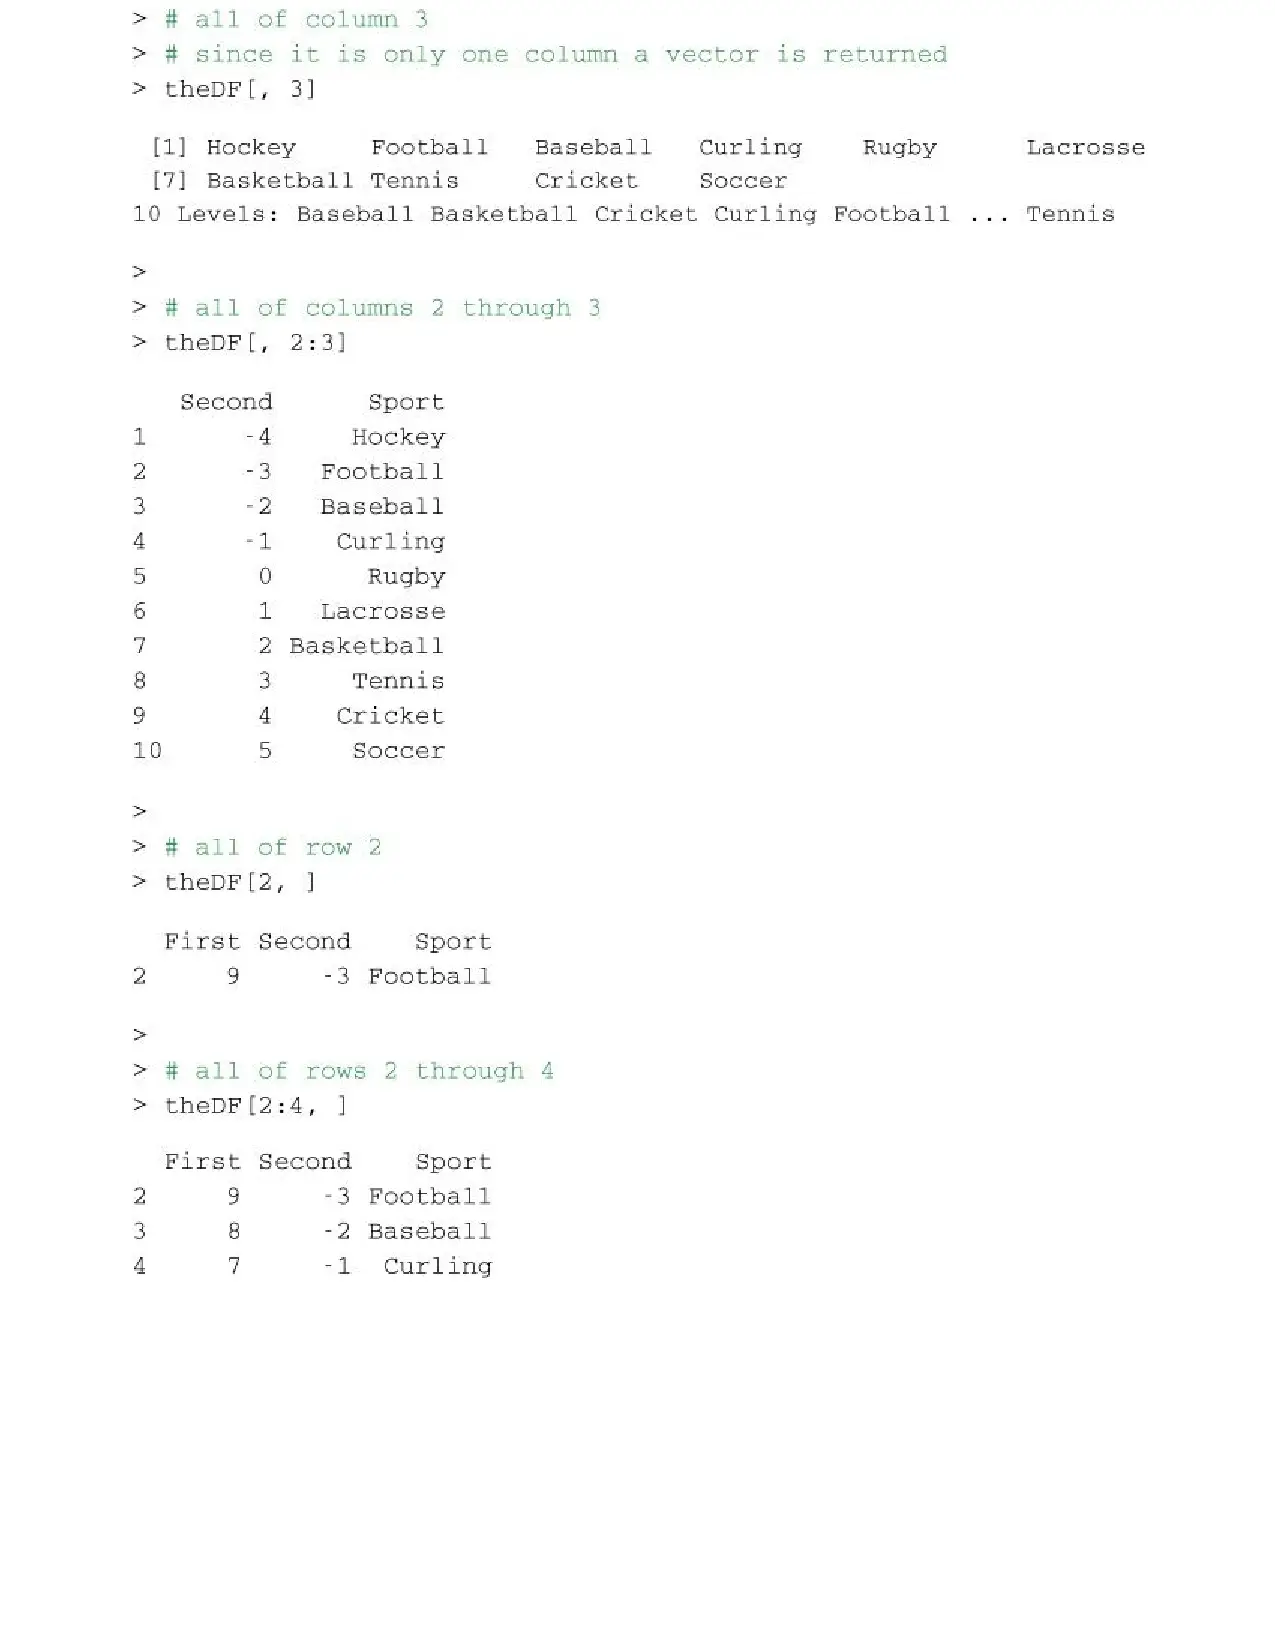 > # all of column 3
> # since it is only one column a vector is returned
> theDF[, 3]
[1] Hockey Football Baseball Curling Rugby Lacrosse
[7] Basketball Tennis Cricket Soccer
10 Levels: Baseball Basketball Cricket Curling Football ... Tennis
>
> # all of columns 2 through 3
> theDF[, 2:3]
Second Sport
1 -4 Hockey
2 -3 Football
3 -2 Baseball
4 -1 Curling
5 0 Rugby
6 1 Lacrosse
7 2 Basketball
8 3 Tennis
9 4 Cricket
10 5 Soccer
>
> # all of row 2
> theDF[2, ]
First Second Sport
2 9 -3 Football
>
> # all of rows 2 through 4
> theDF[2:4, ]
First Second Sport
2 9 -3 Football
3 8 -2 Baseball
4 7 -1 Curling